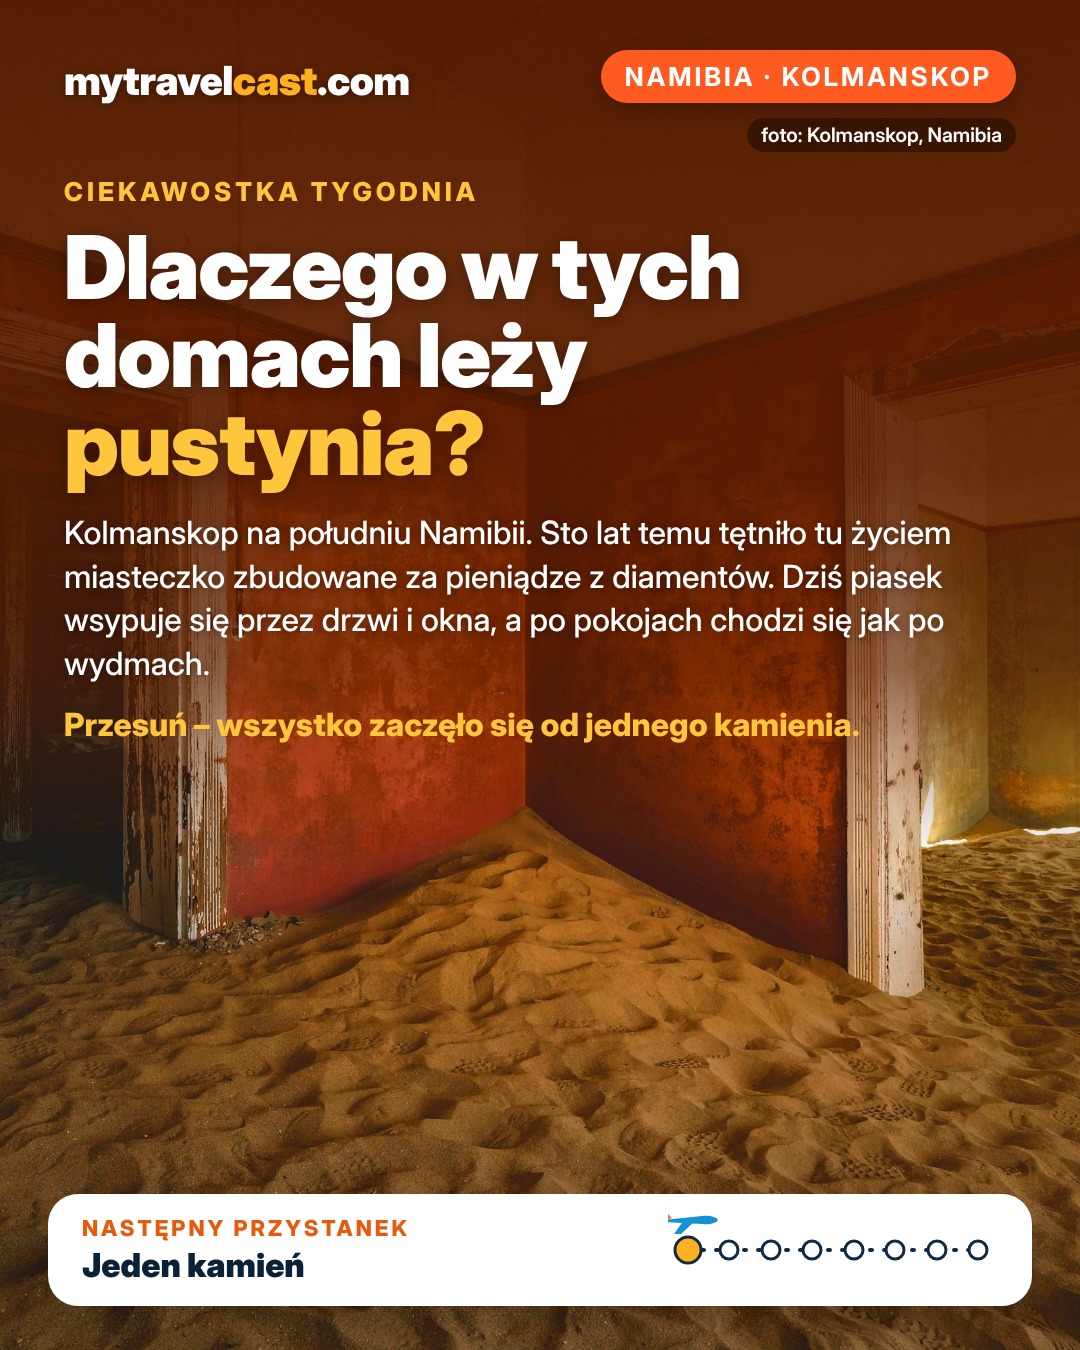 mytravelcast.com
NAMIBIA · KOLMANSKOP
foto: Kolmanskop, Namibia
CIEKAWOSTKA TYGODNIA
Dlaczego w tych
domach leży
pustynia?
Kolmanskop na południu Namibii. Sto lat temu tętniło tu życiem
miasteczko zbudowane za pieniądze z diamentów. Dziś piasek
wsypuje się przez drzwi i okna, a po pokojach chodzi się jak po
wydmach.
Przesuń – wszystko zaczęło się od jednego kamienia.
NASTĘPNY PRZYSTANEK
Jeden kamień